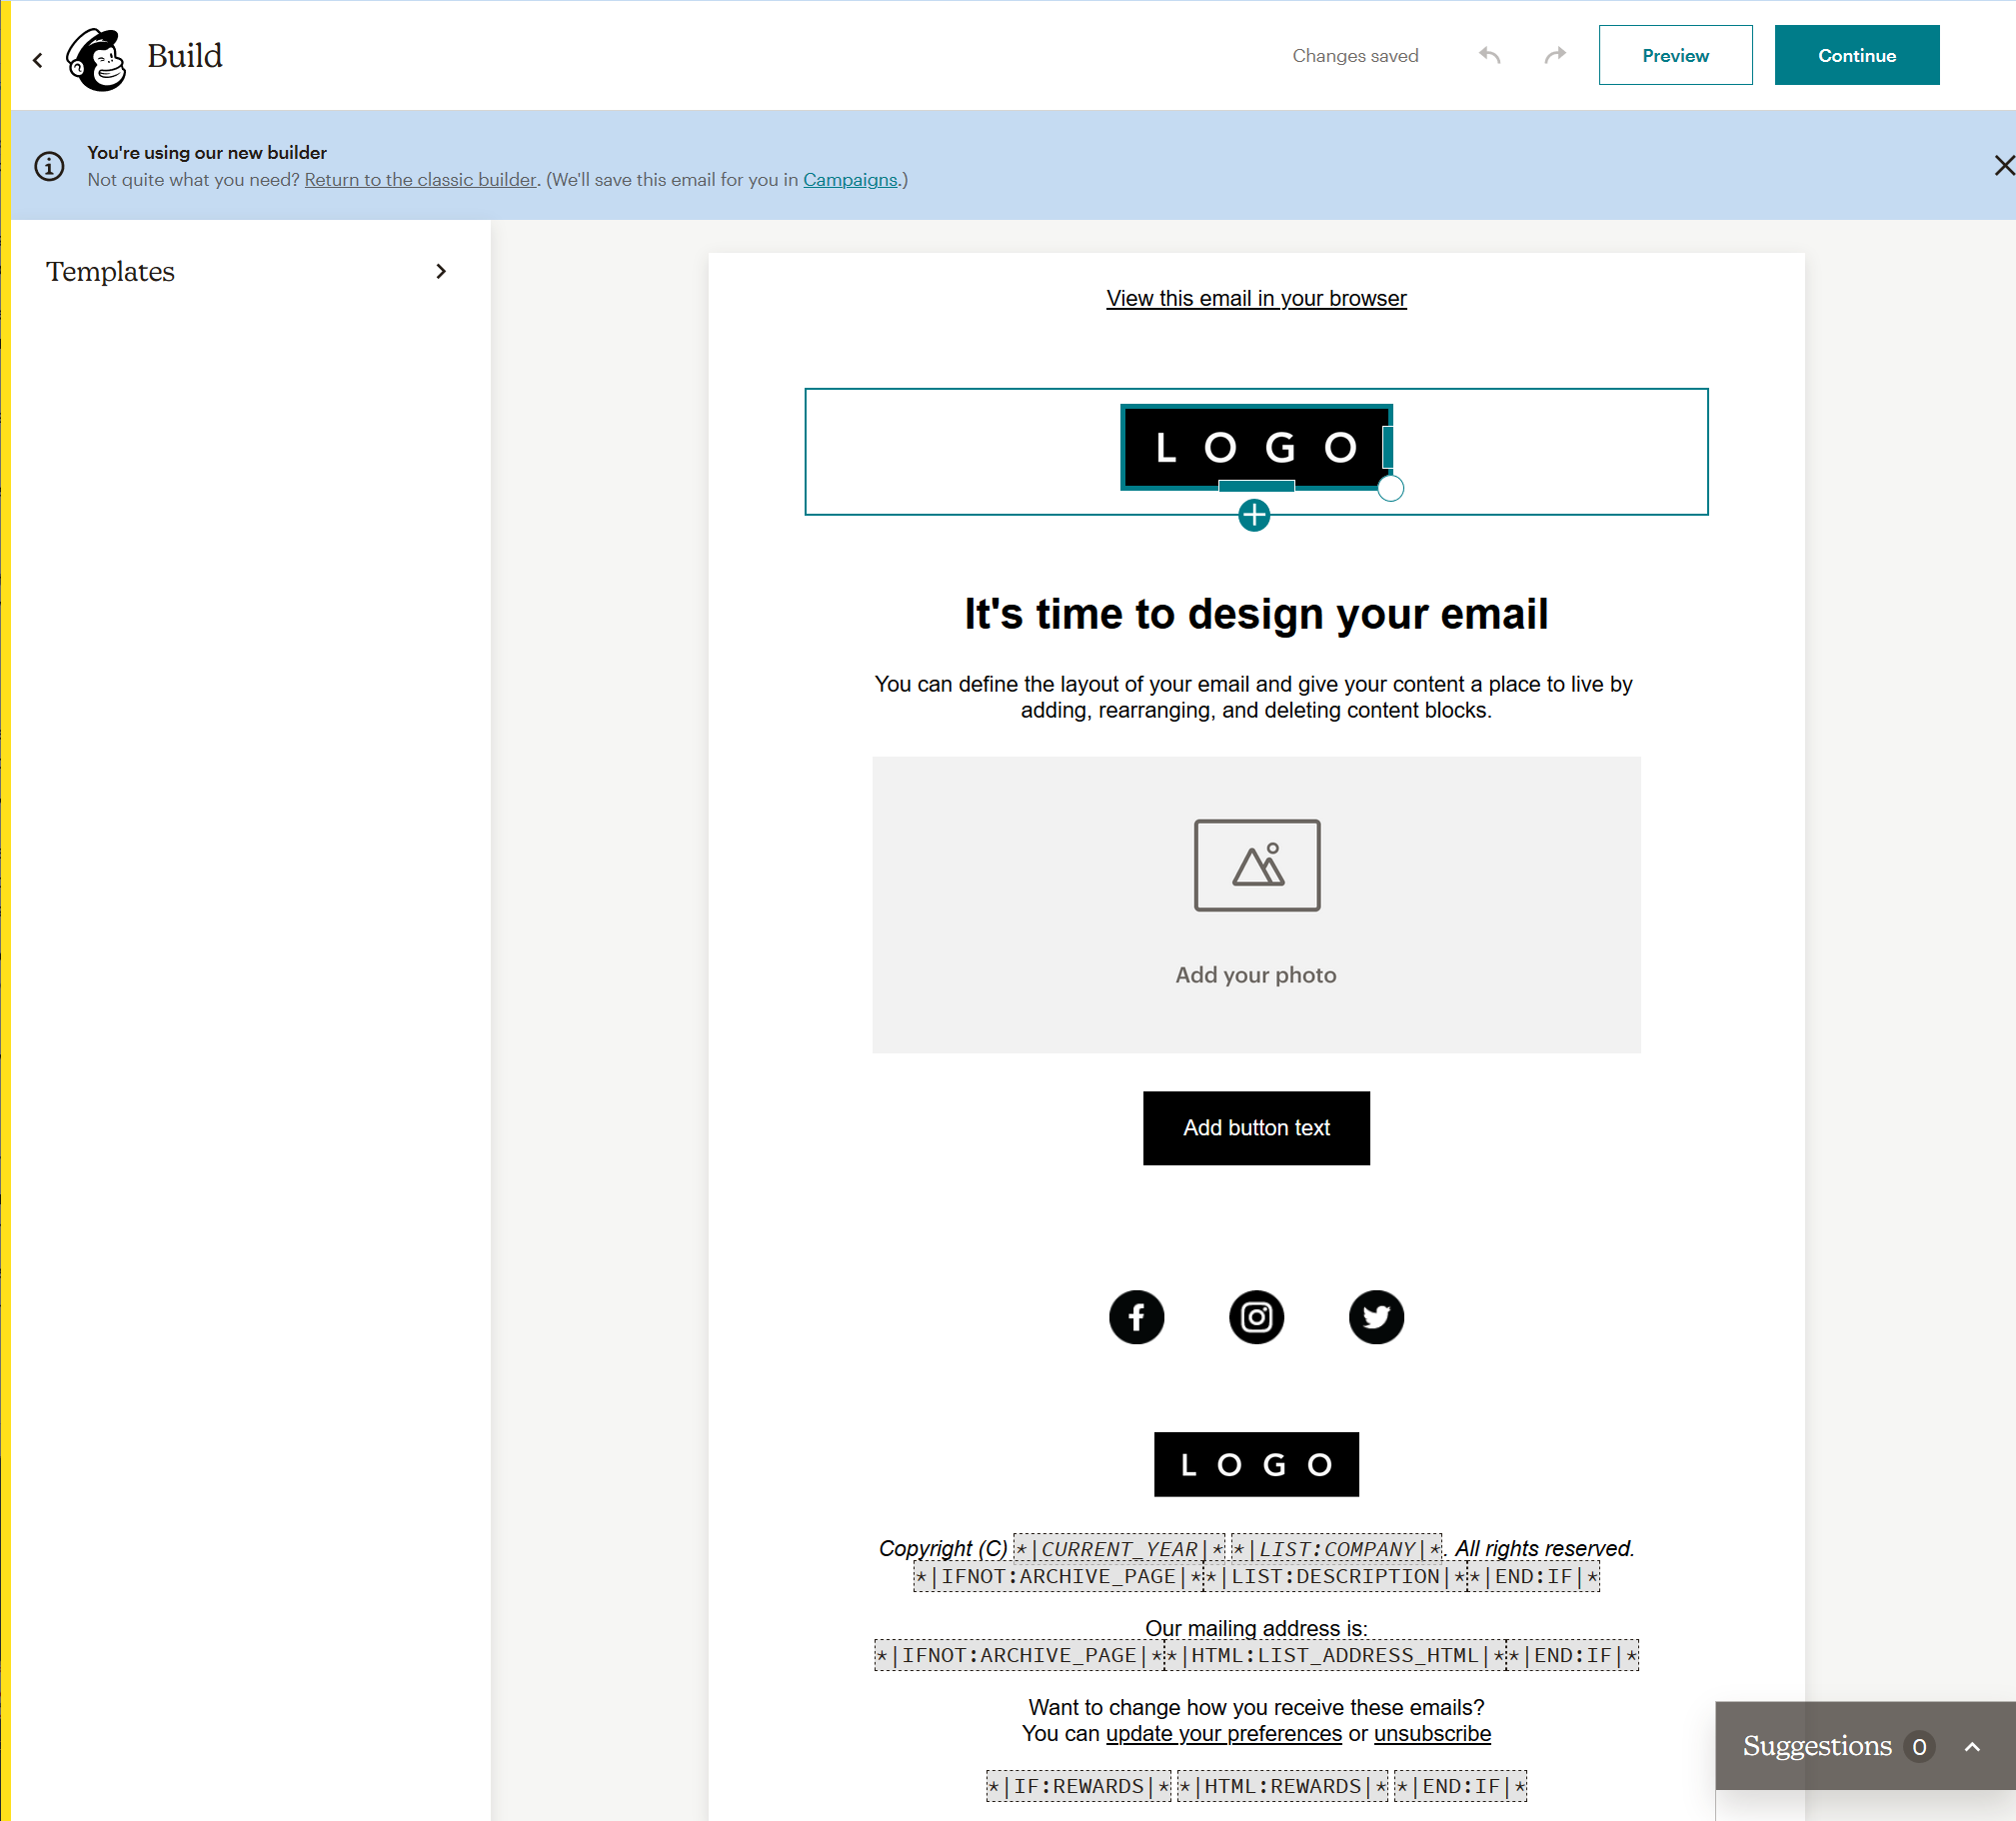 Build
Changes saved
Preview
Continue
You're using our new builder
Not quite what you need? Return to the classic builder. (We'll save this email for you in Campaigns.)
Templates
View this email in your browser
LOGO
It's time to design your email
You can define the layout of your email and give your content a place to live by
adding, rearranging, and deleting content blocks.
Add your photo
Add button text
LOGO
Copyright (C) *|CURRENT_YEAR|* *|LIST:COMPANY|*. All rights reserved.
*|IFNOT:ARCHIVE_PAGE|**|LIST:DESCRIPTION|**|END:IF|*
Our mailing address is:
*|IFNOT:ARCHIVE_PAGE|**|HTML:LIST_ADDRESS_HTML|**|END:IF|*
Want to change how you receive these emails?
You can update your preferences or unsubscribe
*|IF:REWARDS|* *|HTML:REWARDS|* *|END:IF|*
Suggestions 0